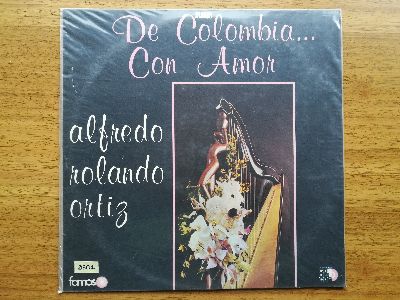 De Colombia...
Con Amor
alfredo
rolando
ortiz
famoso